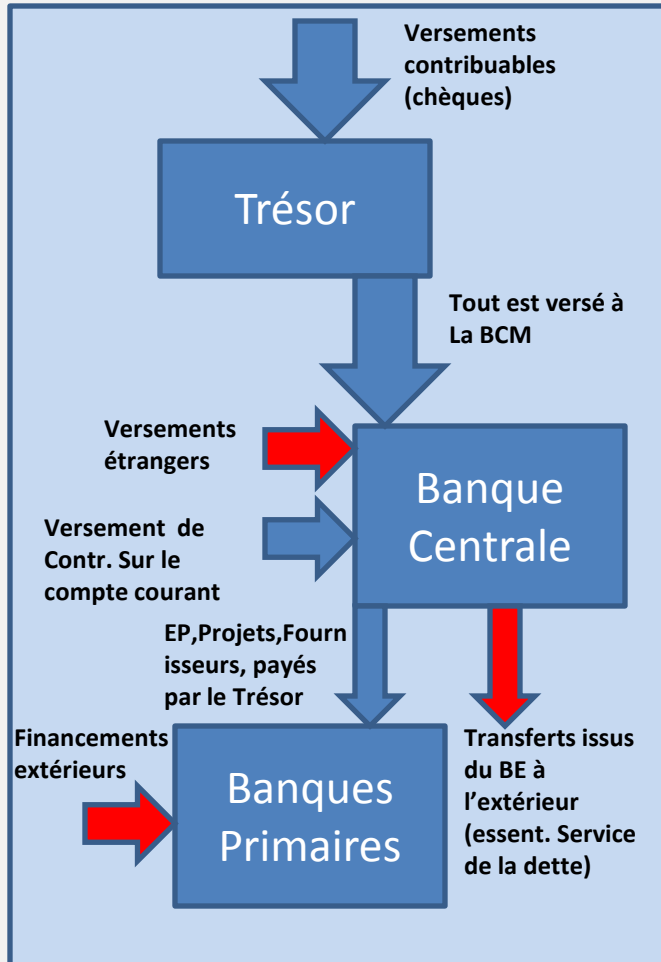 Versements
contribuables
(chèques)
Trésor
Tout est versé à
La BCM
Versements
étrangers
Banque
Centrale
Versement de
Contr. Sur le
compte courant
EP,Projets,Fourn
isseurs, payés
par le Trésor
Financements
extérieurs
Banques
Primaires
Transferts issus
du BE à
l’extérieur
(essent. Service
de la dette)